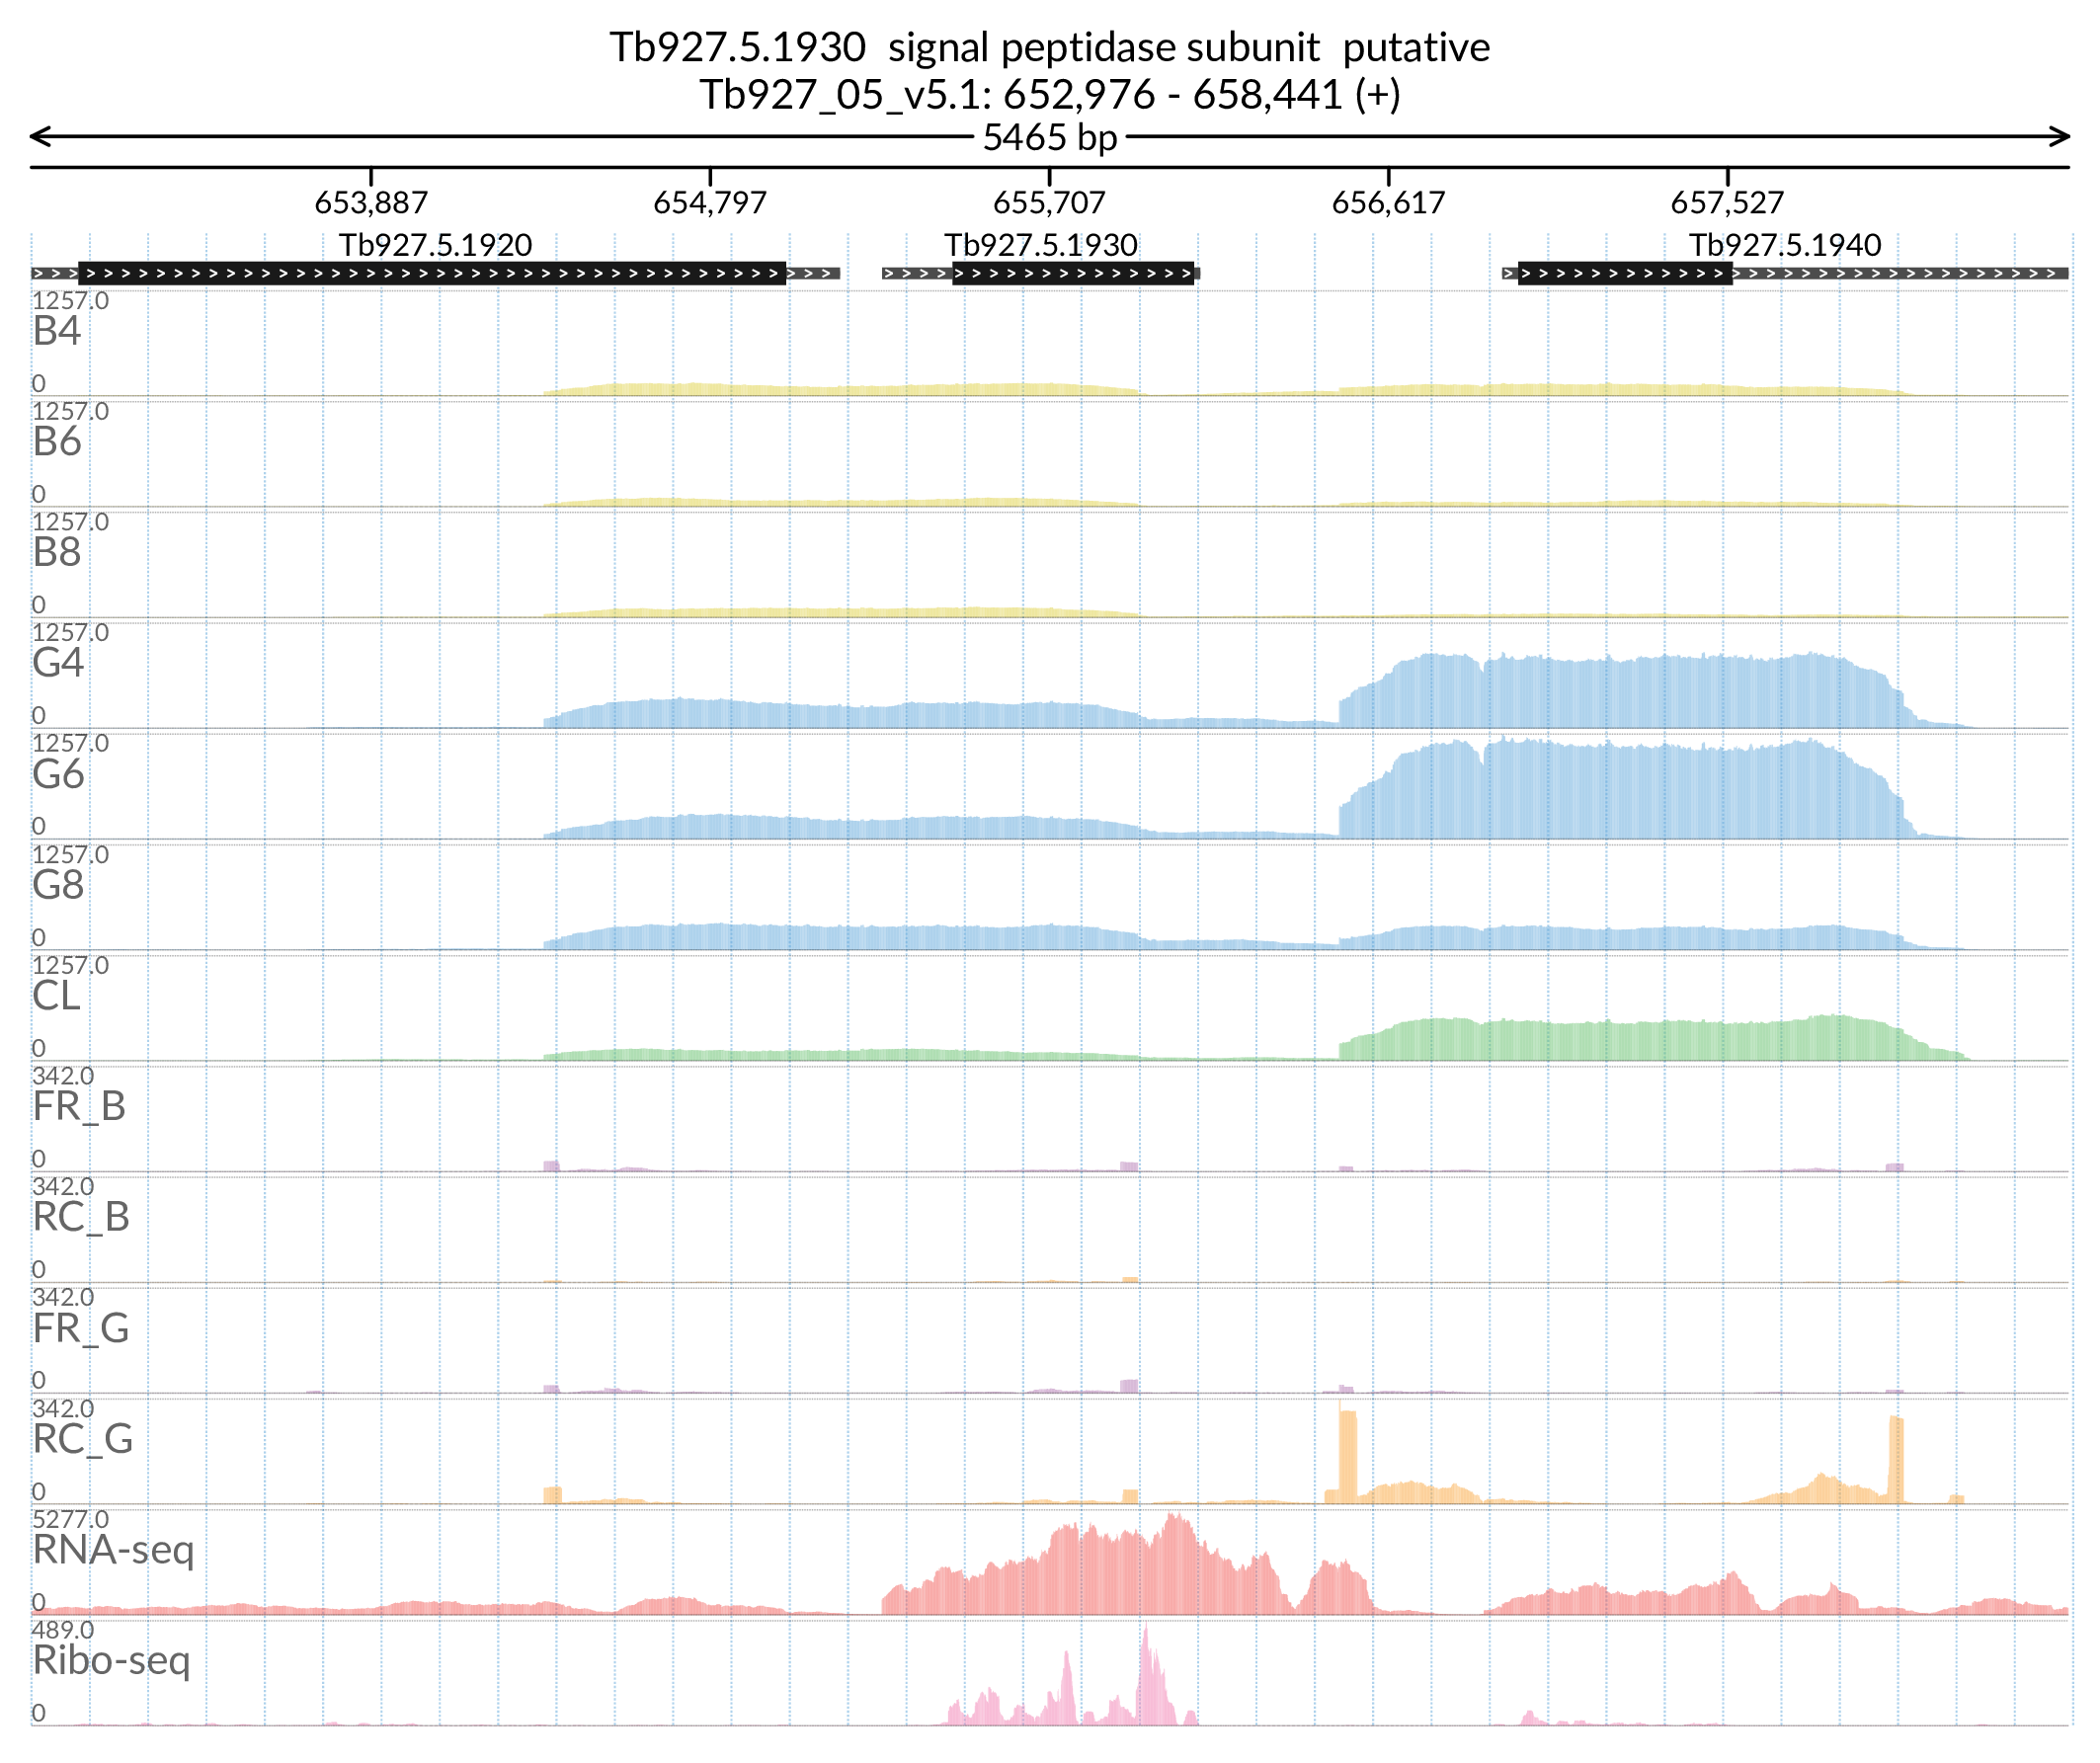 Tb927.5.1930  signal peptidase subunit  putative
Tb927_05_v5.1: 652,976 - 658,441 (+)
5465 bp
653,887 654,797 655,707 656,617 657,527
Tb927.5.1920 Tb927.5.1930 Tb927.5.1940
1257.0
B4
0
1257.0
B6
0
1257.0
B8
0
1257.0
G4
0
1257.0
G6
0
1257.0
G8
0
1257.0
CL
0
342.0
FR_B
0
342.0
RC_B
0
342.0
FR_G
0
342.0
RC_G
0
5277.0
RNA-seq
0
489.0
Ribo-seq
0